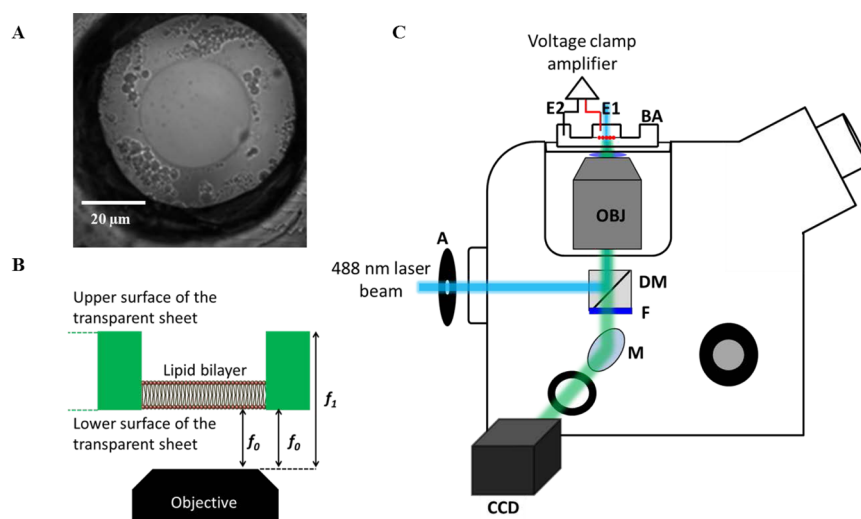 A
20 µm
B
Upper surface of the
transparent sheet
Lipid bilayer
Lower surface of the
transparent sheet
f0
f0
f1
Objective
C
Voltage clamp
amplifier
E2
E1
BA
OBJ
A
488 nm laser
beam
DM
F
M
CCD